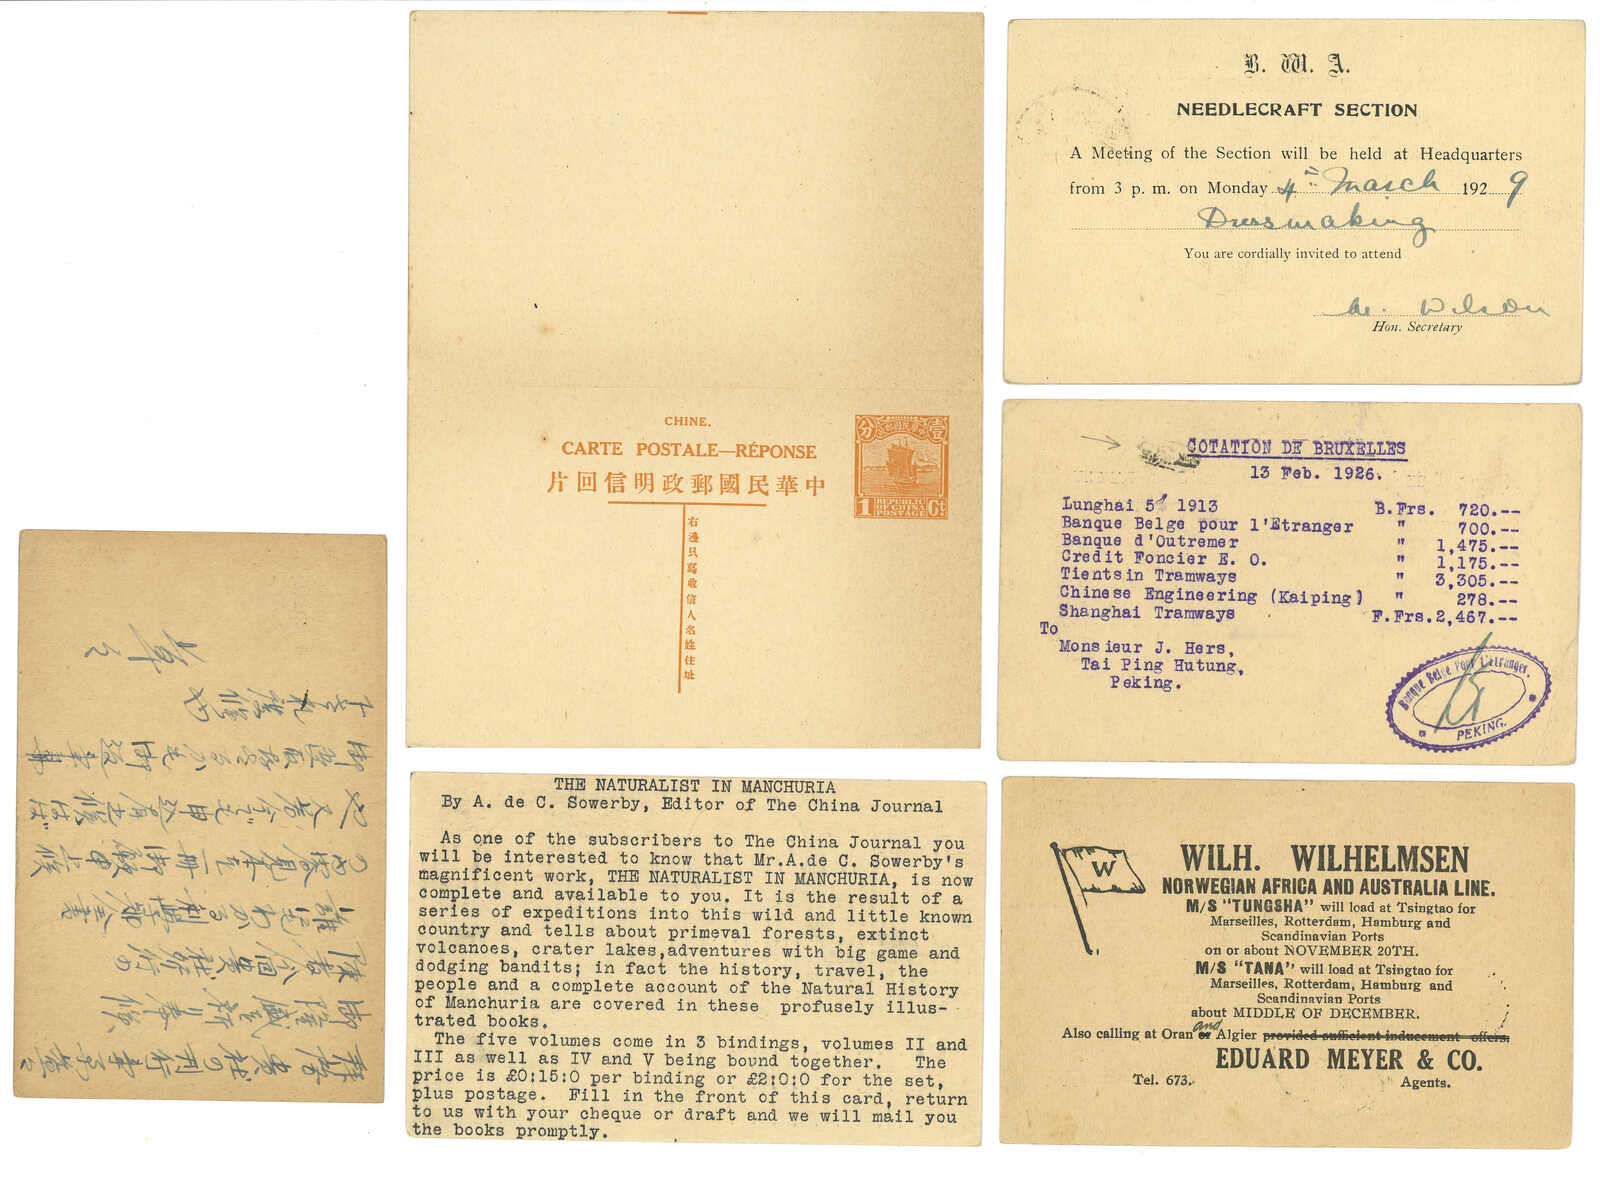 CHINE.
CARTE POSTALE—RÉPONSE
片回信明政郵國民華中
右邊只寫收信人名姓住址
分 壹
1 REPUBLIC OF CHINA POSTAGE Ct
B. W. A.
NEEDLECRAFT SECTION
A Meeting of the Section will be held at Headquarters
from 3 p. m. on Monday 4th March 1929
Dressmaking
You are cordially invited to attend
M. Wilson
Hon. Secretary
COTATION DE BRUXELLES
13 Feb. 1926.
Lunghai 5% 1913 B.Frs. 720.--
Banque Belge pour l'Etranger " 700.--
Banque d'Outremer " 1,475.--
Credit Foncier E. O. " 1,175.--
Tientsin Tramways " 3,305.--
Chinese Engineering (Kaiping) " 278.--
Shanghai Tramways F.Frs.2,467.--
To
Monsieur J. Hers,
Tai Ping Hutung,
Peking.
Banque Belge Pour L'etranger.
PEKING.
THE NATURALIST IN MANCHURIA
By A. de C. Sowerby, Editor of The China Journal
As one of the subscribers to The China Journal you
will be interested to know that Mr.A.de C. Sowerby's
magnificent work, THE NATURALIST IN MANCHURIA, is now
complete and available to you. It is the result of a
series of expeditions into this wild and little known
country and tells about primeval forests, extinct
volcanoes, crater lakes,adventures with big game and
dodging bandits; in fact the history, travel, the
people and a complete account of the Natural History
of Manchuria are covered in these profusely illus-
trated books.
The five volumes come in 3 bindings, volumes II and
III as well as IV and V being bound together. The
price is £0:15:0 per binding or £2:0:0 for the set,
plus postage. Fill in the front of this card, return
to us with your cheque or draft and we will mail you
the books promptly.
W
WILH. WILHELMSEN
NORWEGIAN AFRICA AND AUSTRALIA LINE.
M/S "TUNGSHA" will load at Tsingtao for
Marseilles, Rotterdam, Hamburg and
Scandinavian Ports
on or about NOVEMBER 20TH.
M/S "TANA" will load at Tsingtao for
Marseilles, Rotterdam, Hamburg and
Scandinavian Ports
about MIDDLE OF DECEMBER.
Also calling at Oran or and Algier provided sufficient inducement offers.
EDUARD MEYER & CO.
Tel. 673. Agents.